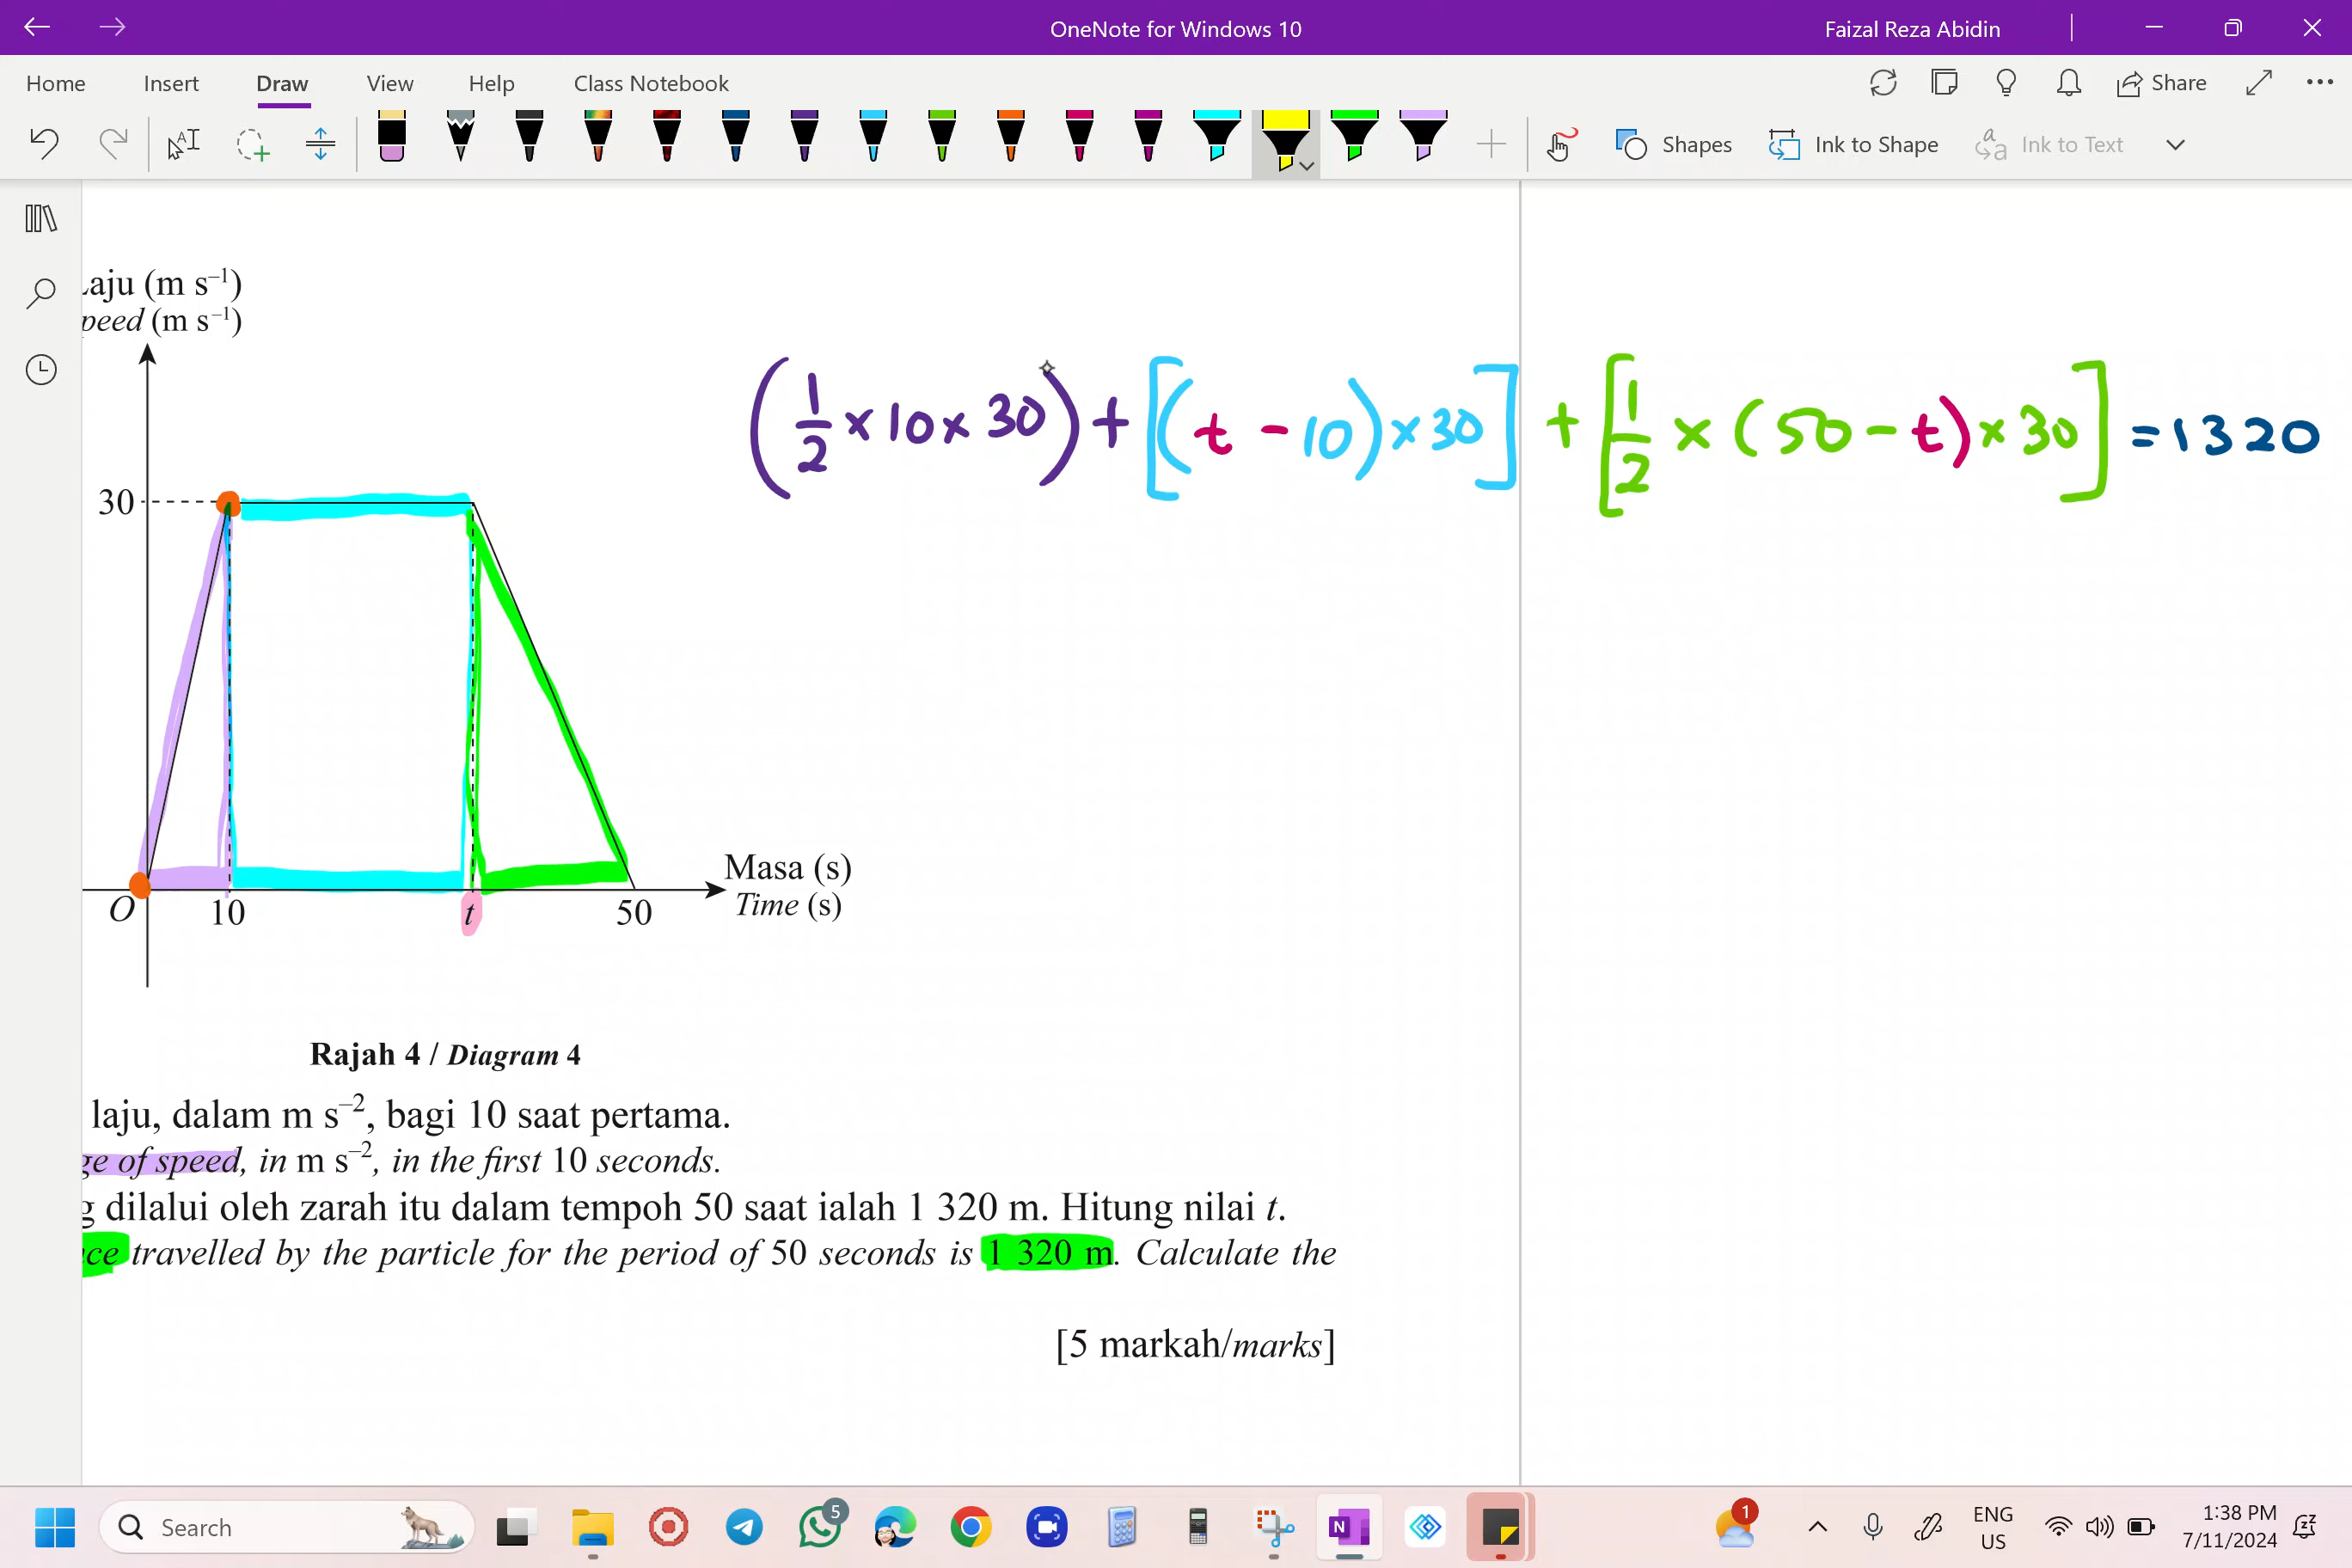 OneNote for Windows 10
Faizal Reza Abidin
Home Insert Draw View Help Class Notebook
Share
Shapes Ink to Shape Ink to Text
aju (m s⁻¹)
peed (m s⁻¹)
(½ × 10 × 30) + [(t − 10) × 30] + [½ × (50 − t) × 30] = 1320
30
Masa (s)
Time (s)
O 10 t 50
Rajah 4 / Diagram 4
laju, dalam m s⁻², bagi 10 saat pertama.
ge of speed, in m s⁻², in the first 10 seconds.
g dilalui oleh zarah itu dalam tempoh 50 saat ialah 1 320 m. Hitung nilai t.
ce travelled by the particle for the period of 50 seconds is 1 320 m. Calculate the
[5 markah/marks]
Search
5
N
1
ENG
US
1:38 PM
7/11/2024